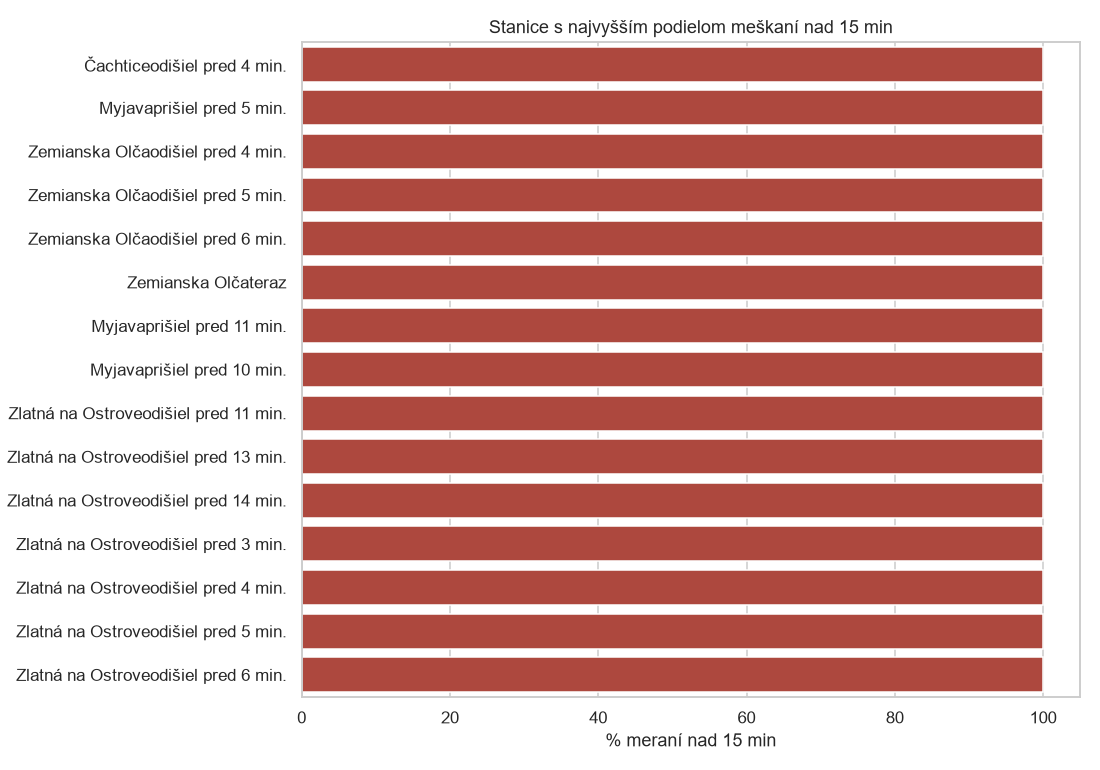 Stanice s najvyšším podielom meškaní nad 15 min
Čachticeodišiel pred 4 min.
Myjavaprišiel pred 5 min.
Zemianska Olčaodišiel pred 4 min.
Zemianska Olčaodišiel pred 5 min.
Zemianska Olčaodišiel pred 6 min.
Zemianska Olčateraz
Myjavaprišiel pred 11 min.
Myjavaprišiel pred 10 min.
Zlatná na Ostroveodišiel pred 11 min.
Zlatná na Ostroveodišiel pred 13 min.
Zlatná na Ostroveodišiel pred 14 min.
Zlatná na Ostroveodišiel pred 3 min.
Zlatná na Ostroveodišiel pred 4 min.
Zlatná na Ostroveodišiel pred 5 min.
Zlatná na Ostroveodišiel pred 6 min.
0 20 40 60 80 100
% meraní nad 15 min